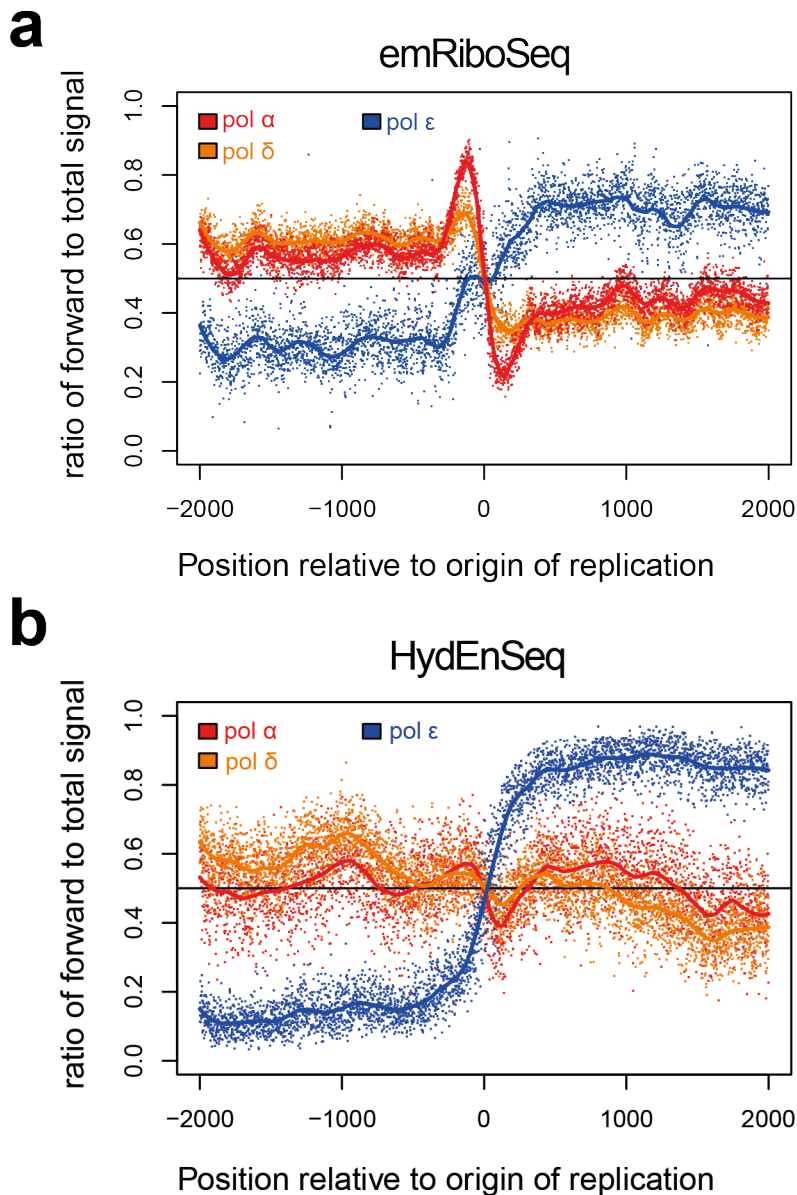 a
emRiboSeq
ratio of forward to total signal
1.0
0.8
0.6
0.4
0.2
0.0
pol α
pol δ
pol ε
−2000 −1000 0 1000 2000
Position relative to origin of replication
b
HydEnSeq
ratio of forward to total signal
1.0
0.8
0.6
0.4
0.2
0.0
pol α
pol δ
pol ε
−2000 −1000 0 1000 2000
Position relative to origin of replication